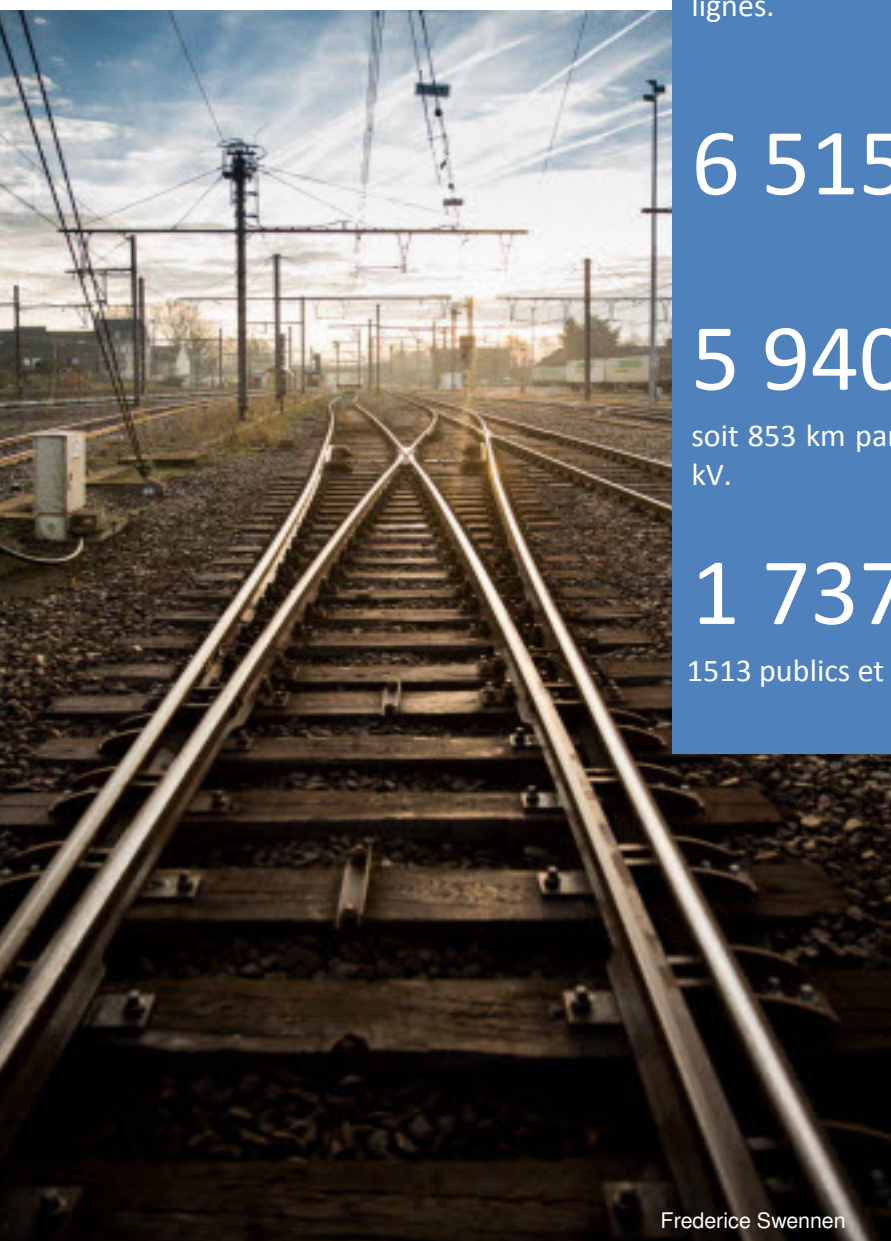 lignes.
6 515
5 940
soit 853 km par
kV.
1 737
1513 publics et
Frederice Swennen